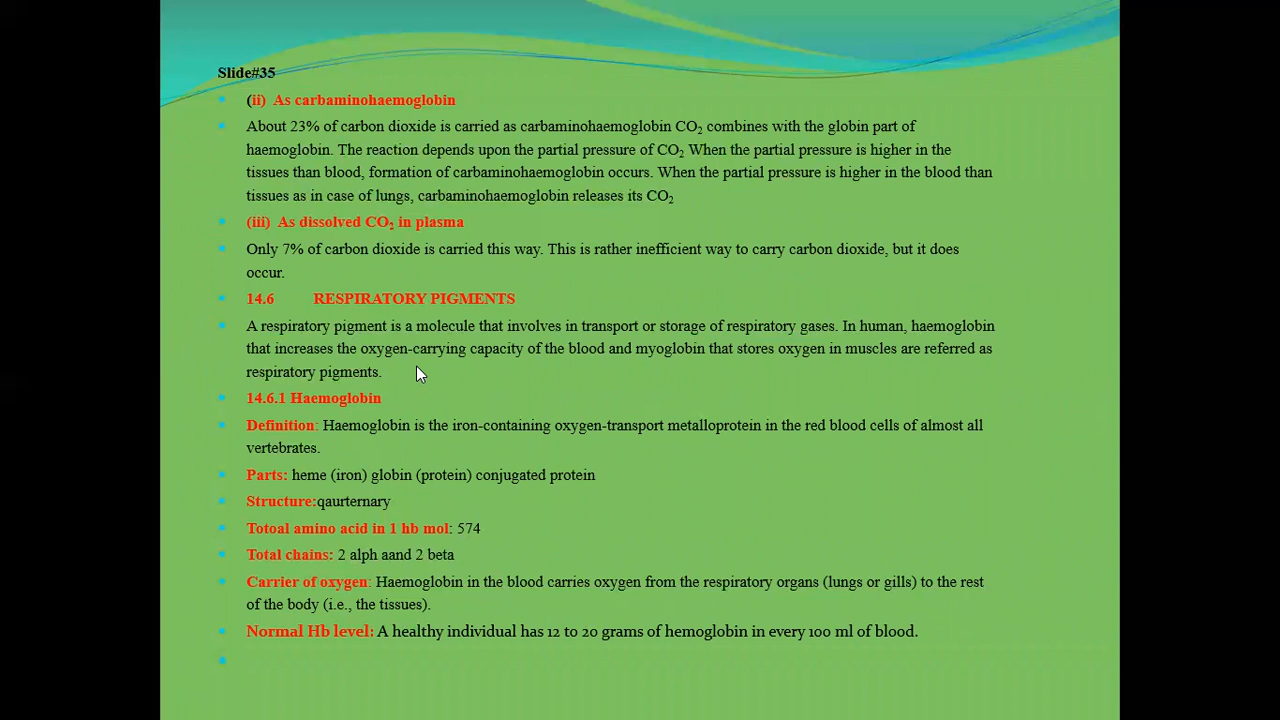 Slide#35
(ii) As carbaminohaemoglobin
About 23% of carbon dioxide is carried as carbaminohaemoglobin CO₂ combines with the globin part of
haemoglobin. The reaction depends upon the partial pressure of CO₂ When the partial pressure is higher in the
tissues than blood, formation of carbaminohaemoglobin occurs. When the partial pressure is higher in the blood than
tissues as in case of lungs, carbaminohaemoglobin releases its CO₂
(iii) As dissolved CO₂ in plasma
Only 7% of carbon dioxide is carried this way. This is rather inefficient way to carry carbon dioxide, but it does
occur.
14.6 RESPIRATORY PIGMENTS
A respiratory pigment is a molecule that involves in transport or storage of respiratory gases. In human, haemoglobin
that increases the oxygen-carrying capacity of the blood and myoglobin that stores oxygen in muscles are referred as
respiratory pigments.
14.6.1 Haemoglobin
Definition: Haemoglobin is the iron-containing oxygen-transport metalloprotein in the red blood cells of almost all
vertebrates.
Parts: heme (iron) globin (protein) conjugated protein
Structure:qaurternary
Totoal amino acid in 1 hb mol: 574
Total chains: 2 alph aand 2 beta
Carrier of oxygen: Haemoglobin in the blood carries oxygen from the respiratory organs (lungs or gills) to the rest
of the body (i.e., the tissues).
Normal Hb level: A healthy individual has 12 to 20 grams of hemoglobin in every 100 ml of blood.